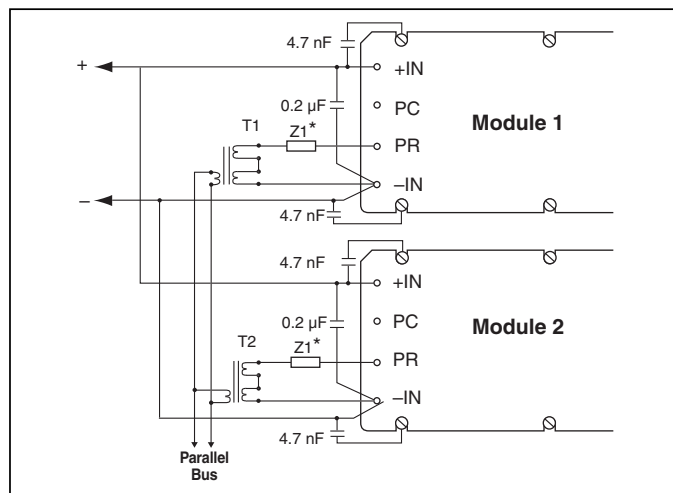 4.7 nF
+
+IN
0.2 µF
PC
Module 1
T1
Z1*
PR
–
–IN
4.7 nF
4.7 nF
+IN
0.2 µF
PC
Module 2
T2
Z1*
PR
–IN
4.7 nF
Parallel
Bus